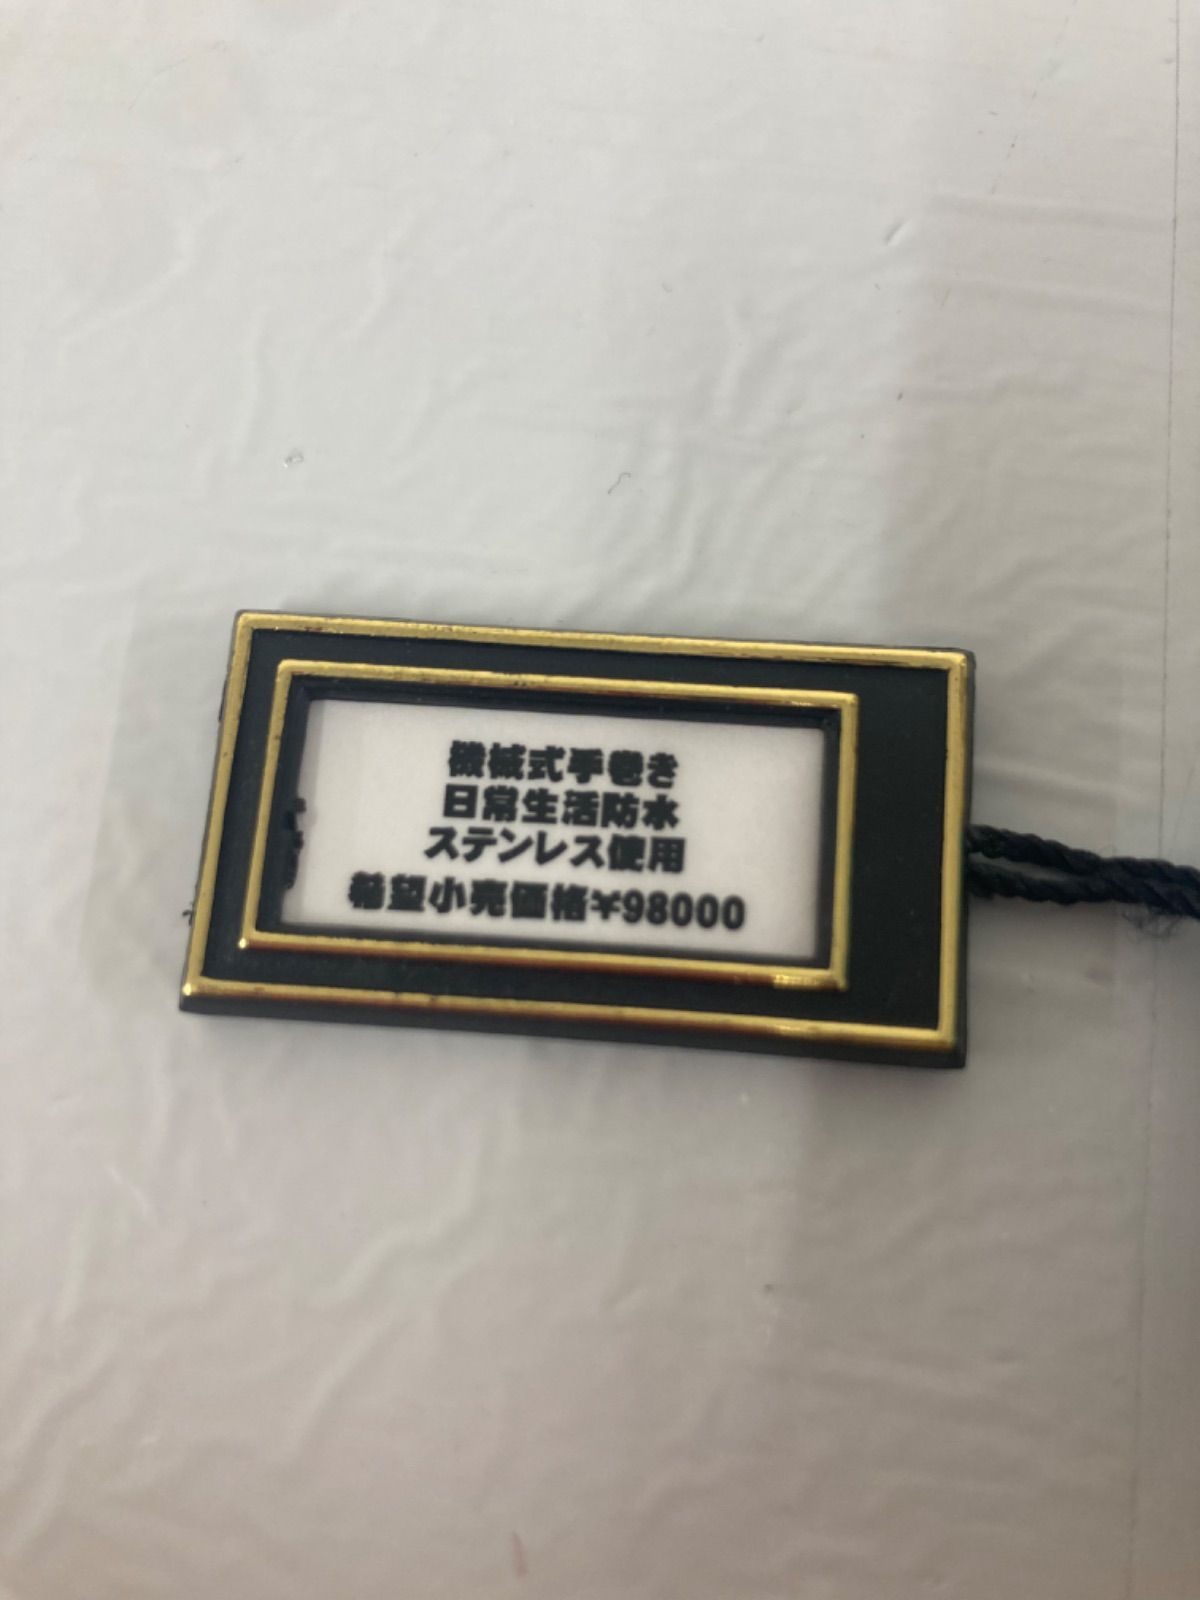 機械式手巻き
日常生活防水
ステンレス使用
希望小売価格¥98000